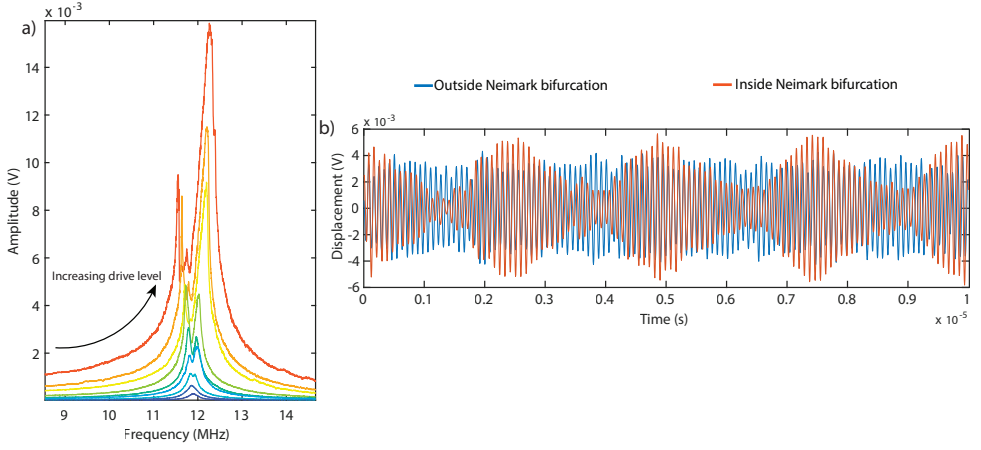 a)
x 10⁻³
16
14
12
10
8
6
4
2
Amplitude (V)
Increasing drive level
9 10 11 12 13 14
Frequency (MHz)
Outside Neimark bifurcation Inside Neimark bifurcation
b)
6 x 10⁻³
4
2
0
-2
-4
-6
Displacement (V)
0 0.1 0.2 0.3 0.4 0.5 0.6 0.7 0.8 0.9 1
Time (s)
x 10⁻⁵